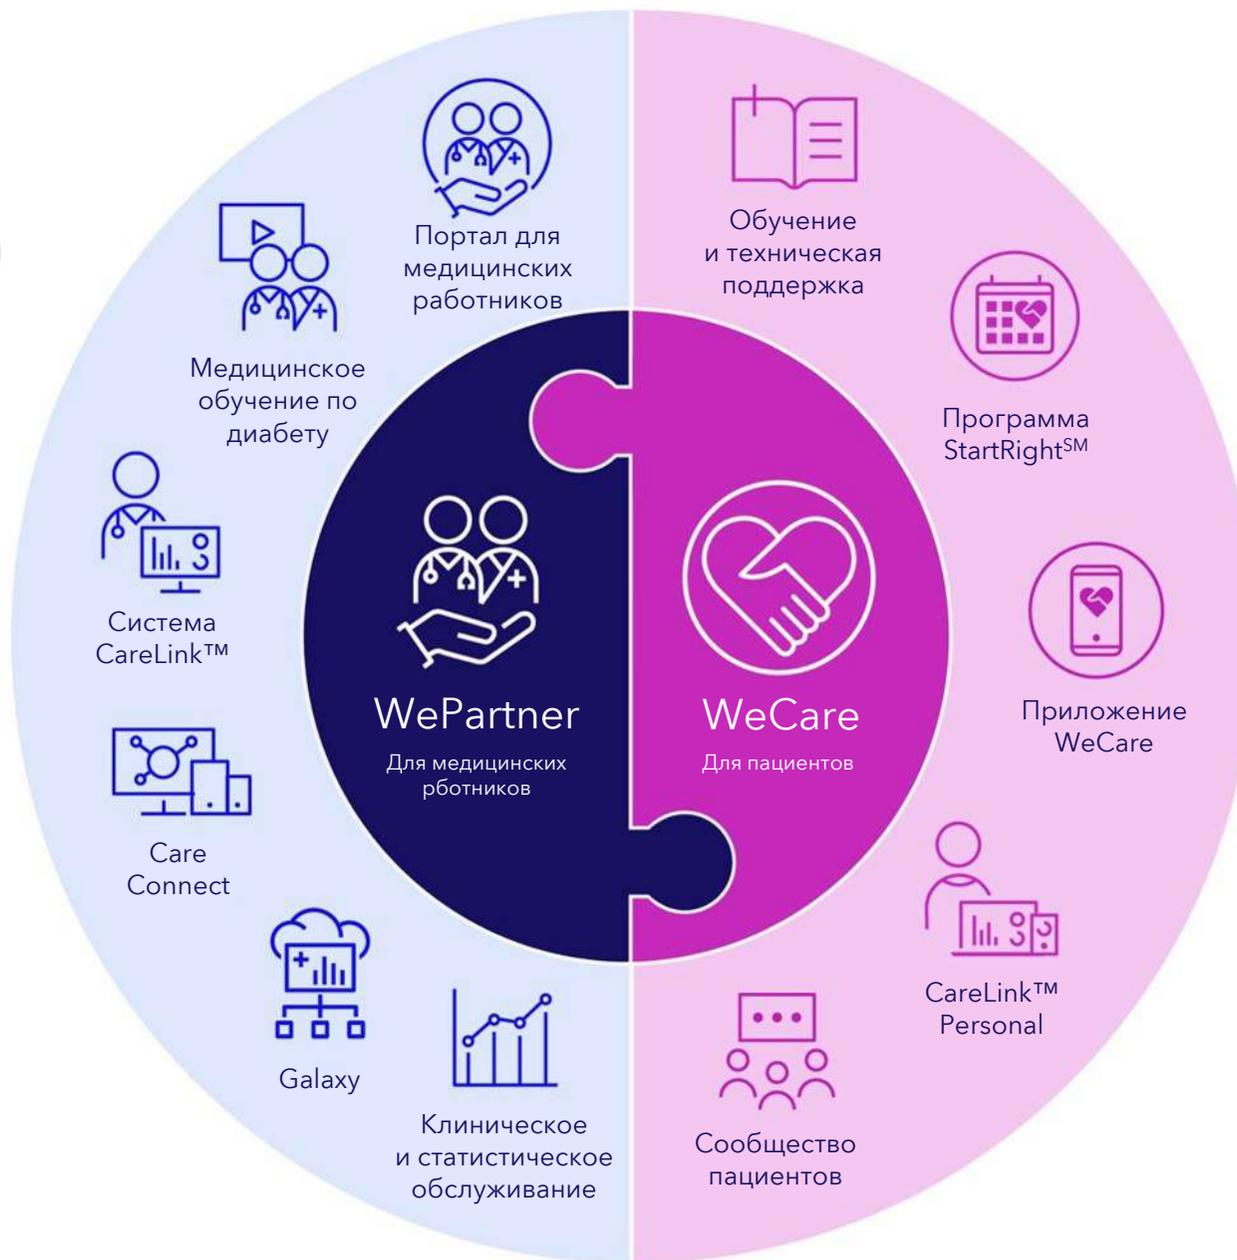 Портал для
медицинских
работников
Медицинское
обучение по
диабету
Система
CareLink™
Care
Connect
Galaxy
Клиническое
и статистическое
обслуживание
WePartner
Для медицинских
рботников
WeCare
Для пациентов
Обучение
и техническая
поддержка
Программа
StartRight℠
Приложение
WeCare
CareLink™
Personal
Сообщество
пациентов